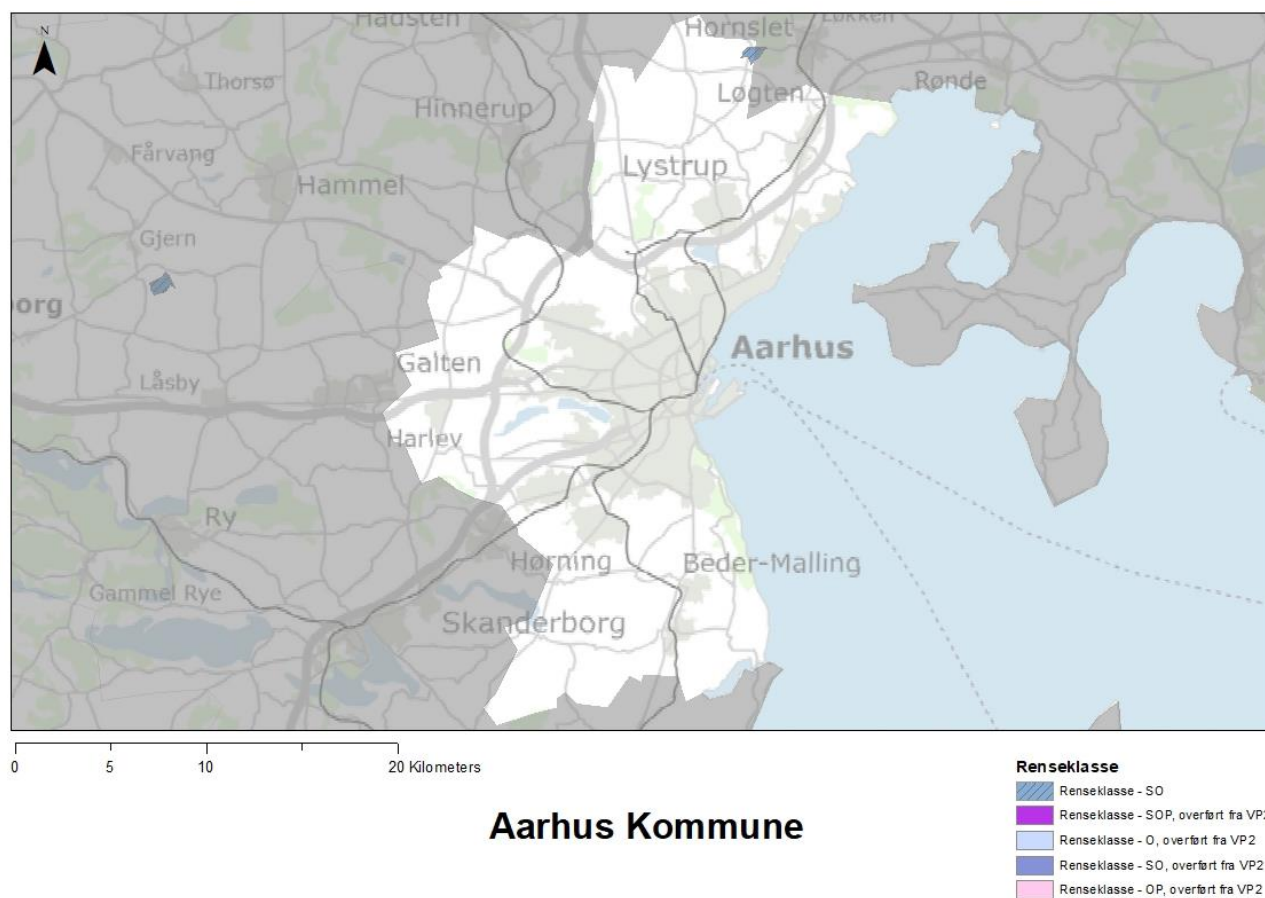 Hadsten
Hornslet
Løkken
N
Thorsø
Rønde
Hinnerup
Løgten
Fårvang
Lystrup
Hammel
Gjern
borg
Aarhus
Galten
Låsby
Harlev
Ry
Hørning
Beder-Malling
Gammel Rye
Skanderborg
0 5 10 20 Kilometers
Renseklasse
Renseklasse - SO
Renseklasse - SOP, overført fra VP2
Renseklasse - O, overført fra VP2
Renseklasse - SO, overført fra VP2
Renseklasse - OP, overført fra VP2
Aarhus Kommune